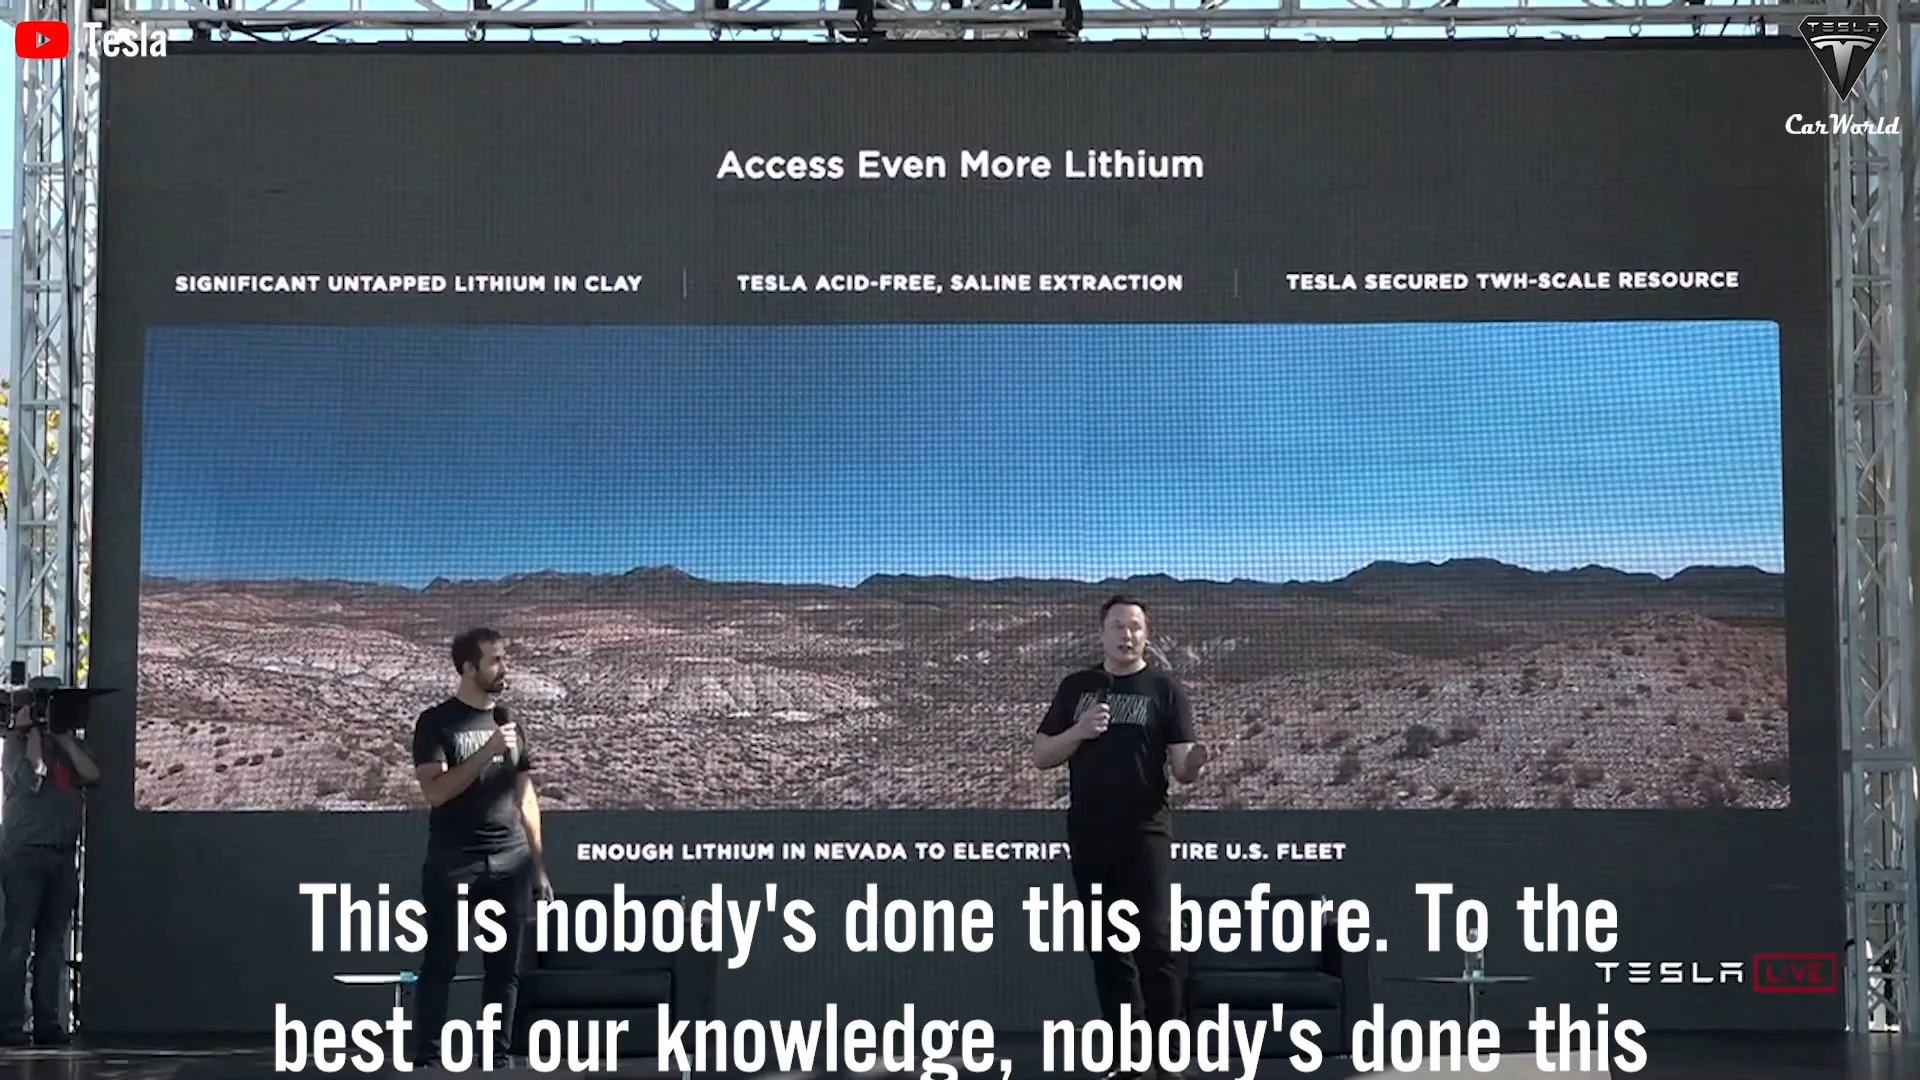 Tesla
TESLA
CarWorld
Access Even More Lithium
SIGNIFICANT UNTAPPED LITHIUM IN CLAY
TESLA ACID-FREE, SALINE EXTRACTION
TESLA SECURED TWH-SCALE RESOURCE
ENOUGH LITHIUM IN NEVADA TO ELECTRIFY TIRE U.S. FLEET
This is nobody's done this before. To the
TESLA LIVE
best of our knowledge, nobody's done this